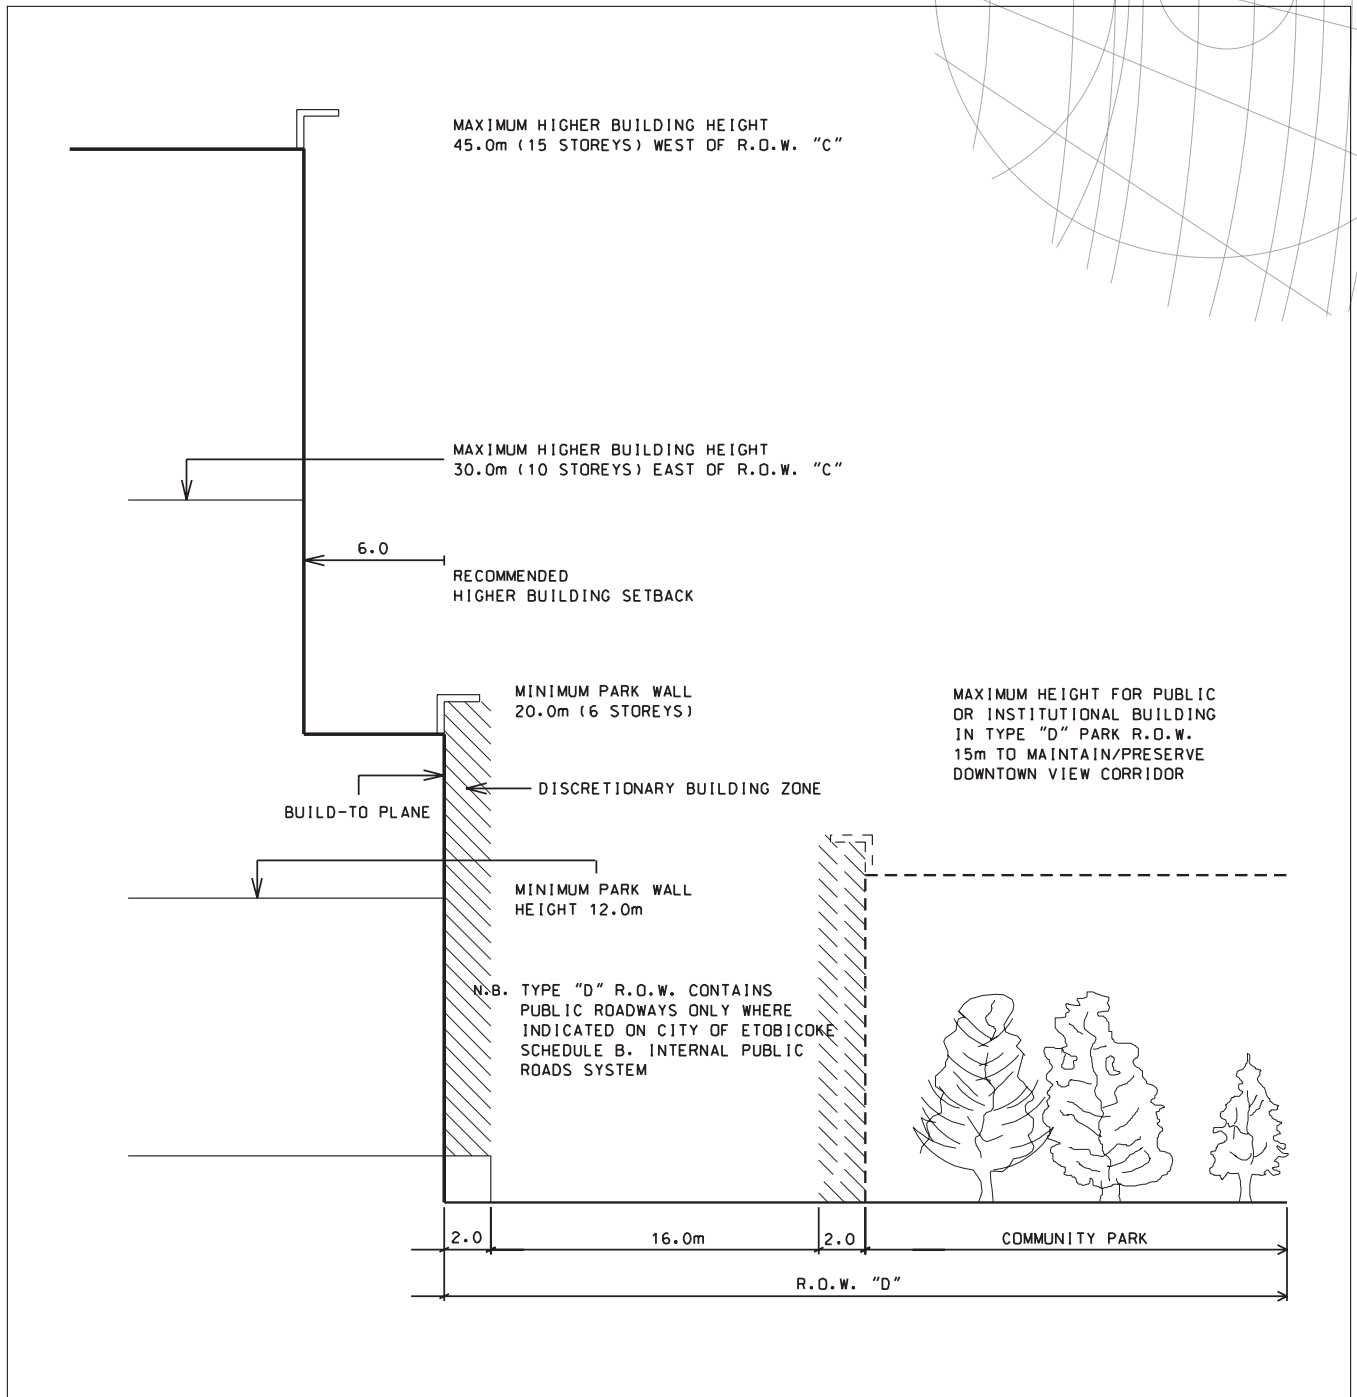 MAXIMUM HIGHER BUILDING HEIGHT
45.0m (15 STOREYS) WEST OF R.O.W. "C"
MAXIMUM HIGHER BUILDING HEIGHT
30.0m (10 STOREYS) EAST OF R.O.W. "C"
6.0
RECOMMENDED
HIGHER BUILDING SETBACK
MINIMUM PARK WALL
20.0m (6 STOREYS)
MAXIMUM HEIGHT FOR PUBLIC
OR INSTITUTIONAL BUILDING
IN TYPE "D" PARK R.O.W.
15m TO MAINTAIN/PRESERVE
DOWNTOWN VIEW CORRIDOR
DISCRETIONARY BUILDING ZONE
BUILD-TO PLANE
MINIMUM PARK WALL
HEIGHT 12.0m
N.B. TYPE "D" R.O.W. CONTAINS
PUBLIC ROADWAYS ONLY WHERE
INDICATED ON CITY OF ETOBICOKE
SCHEDULE B. INTERNAL PUBLIC
ROADS SYSTEM
2.0
16.0m
2.0
COMMUNITY PARK
R.O.W. "D"